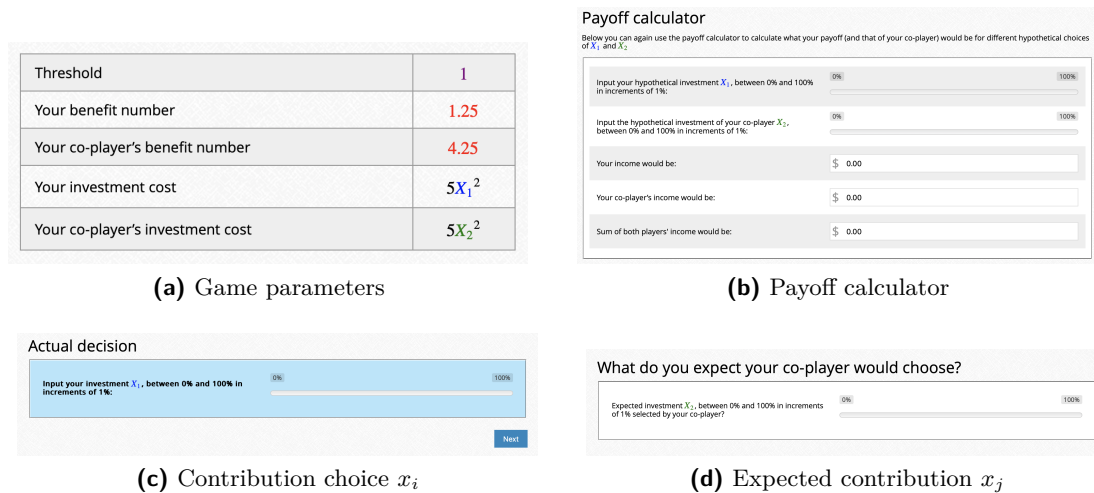 Threshold 1
Your benefit number 1.25
Your co-player's benefit number 4.25
Your investment cost 5X₁²
Your co-player's investment cost 5X₂²
(a) Game parameters
Payoff calculator
Below you can again use the payoff calculator to calculate what your payoff (and that of your co-player) would be for different hypothetical choices
of X₁ and X₂
Input your hypothetical investment X₁, between 0% and 100%
in increments of 1%:
0% 100%
Input the hypothetical investment of your co-player X₂,
between 0% and 100% in increments of 1%:
0% 100%
Your income would be: $ 0.00
Your co-player's income would be: $ 0.00
Sum of both players' income would be: $ 0.00
(b) Payoff calculator
Actual decision
Input your investment X₁, between 0% and 100% in
increments of 1%:
0% 100%
Next
(c) Contribution choice xᵢ
What do you expect your co-player would choose?
Expected investment X₂, between 0% and 100% in increments
of 1% selected by your co-player?
0% 100%
(d) Expected contribution xⱼ